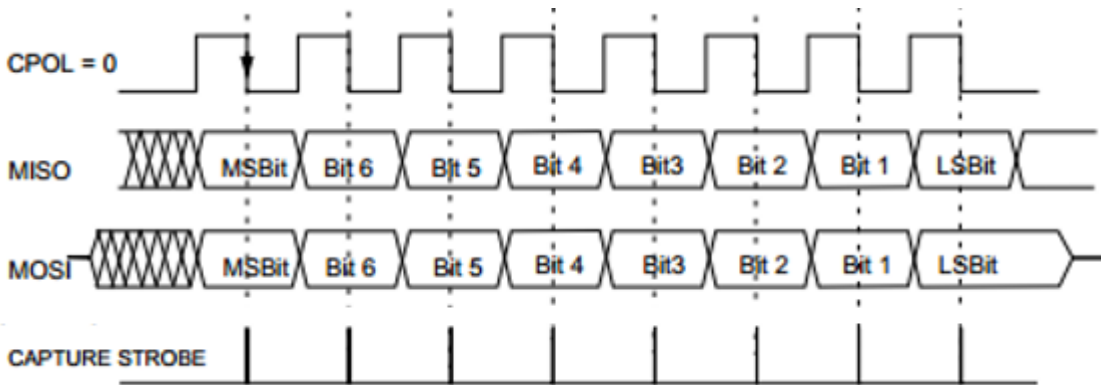 CPOL = 0
MISO MSBit Bit 6 Bit 5 Bit 4 Bit3 Bit 2 Bit 1 LSBit
MOSI MSBit Bit 6 Bit 5 Bit 4 Bit3 Bit 2 Bit 1 LSBit
CAPTURE STROBE